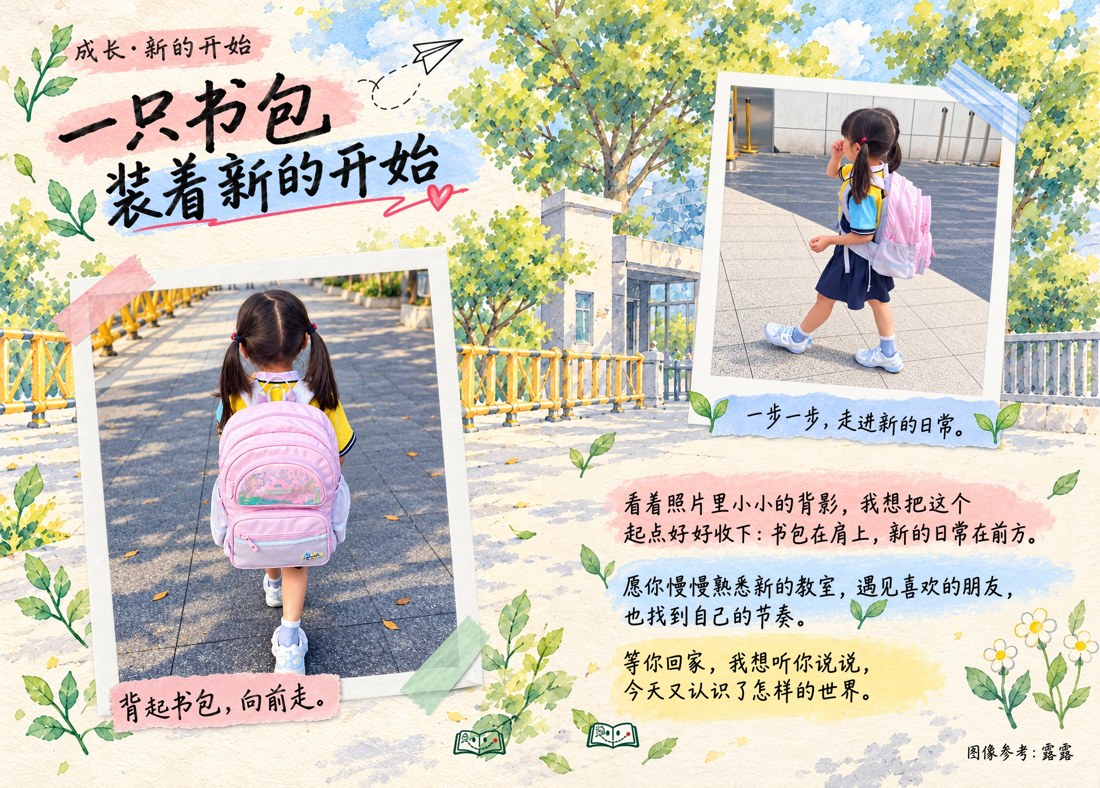 成长·新的开始
一只书包
装着新的开始
一步一步，走进新的日常。
看着照片里小小的背影，我想把这个
起点好好收下：书包在肩上，新的日常在前方。
愿你慢慢熟悉新的教室，遇见喜欢的朋友，
也找到自己的节奏。
等你回家，我想听你说说，
今天又认识了怎样的世界。
背起书包，向前走。
图像参考：露露